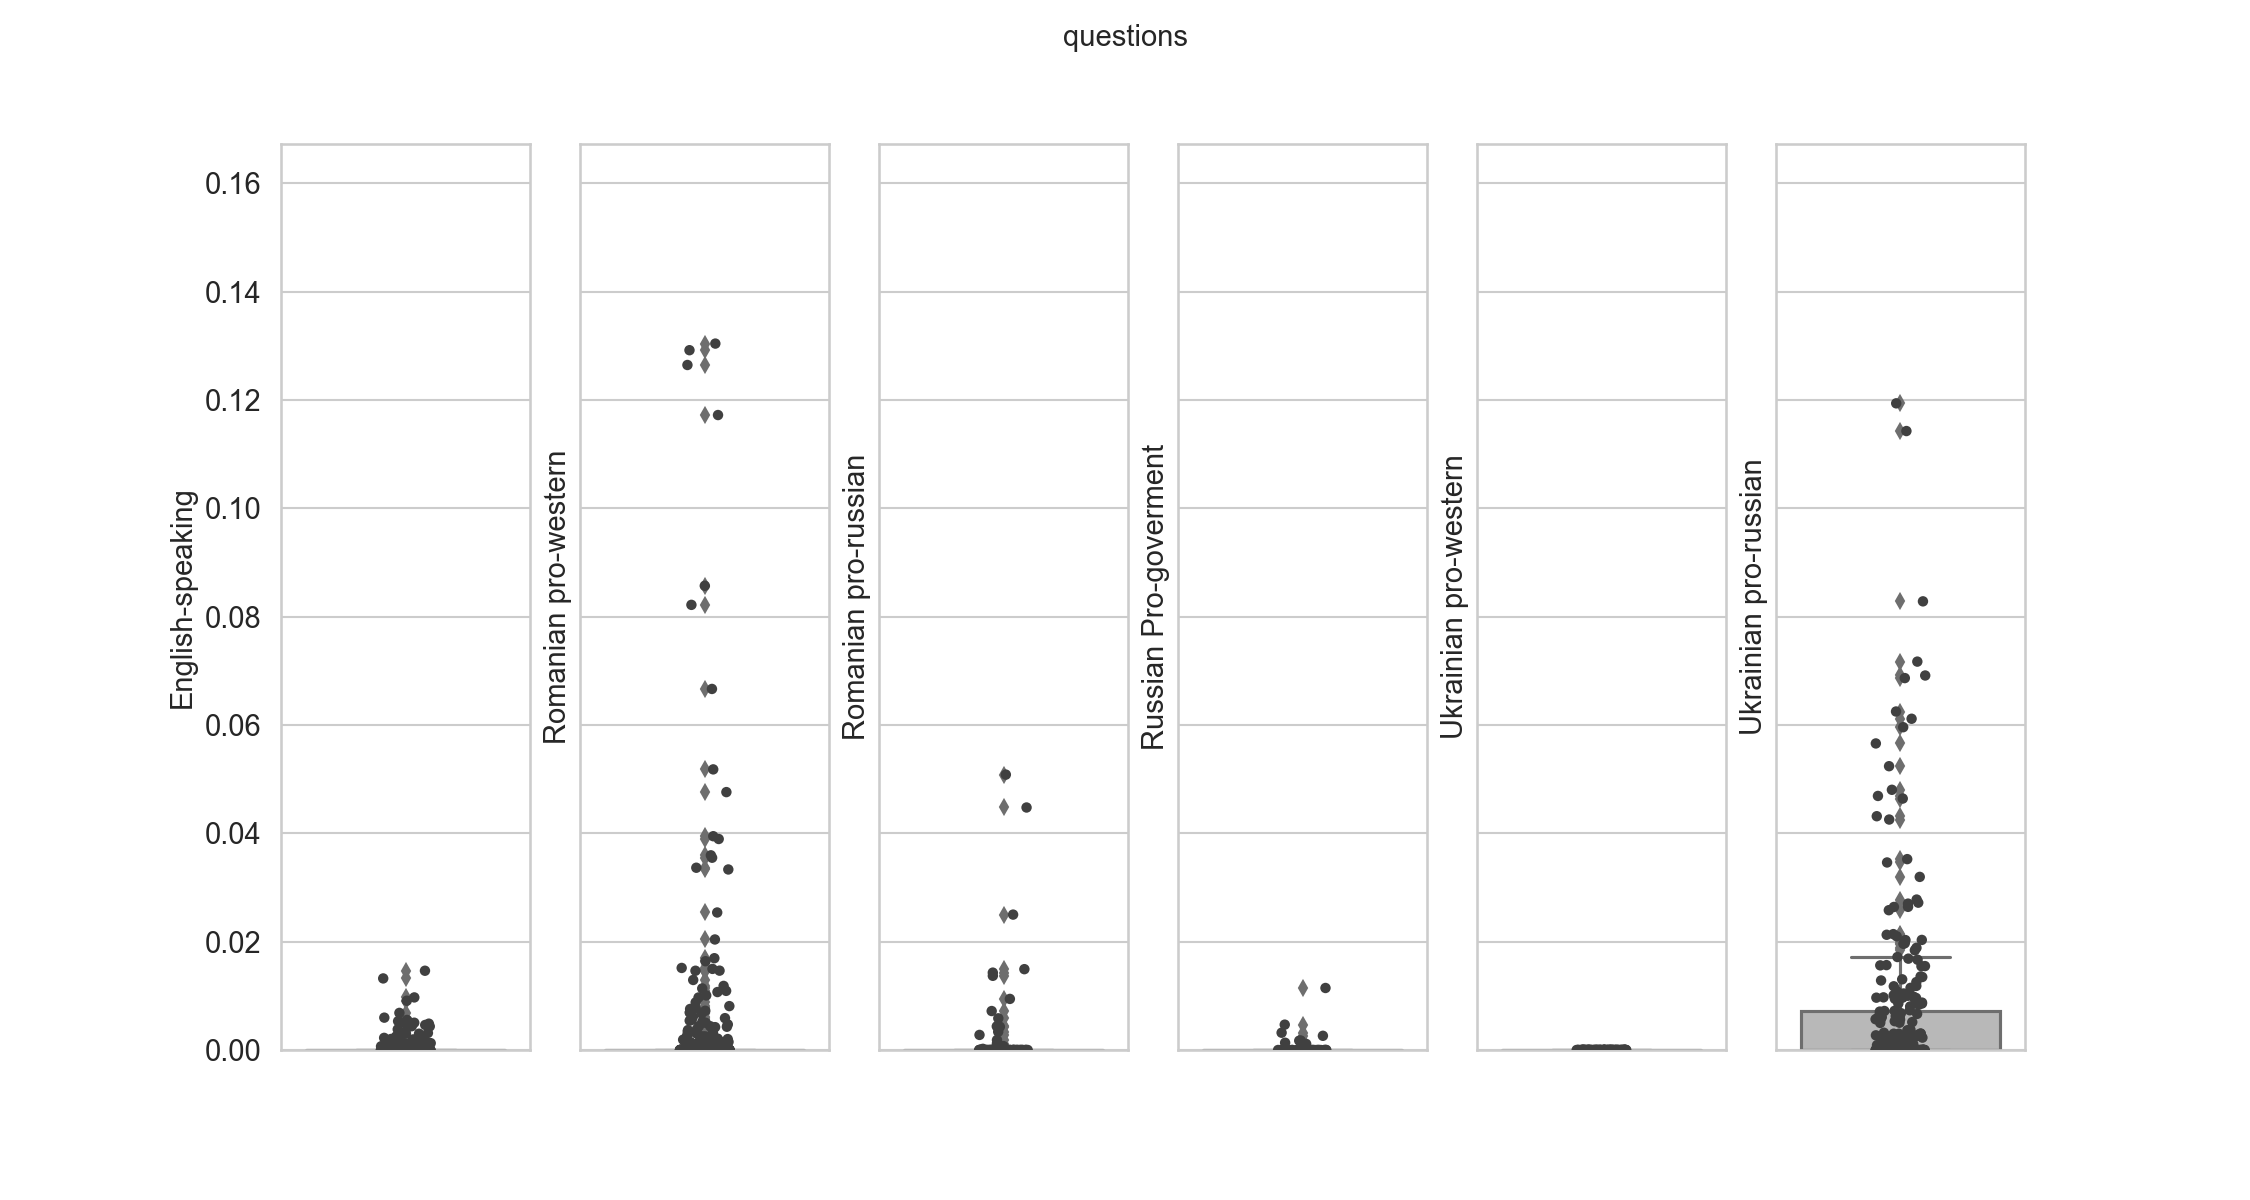 questions
0.16
0.14
0.12
0.10
0.08
0.06
0.04
0.02
0.00
English-speaking
Romanian pro-western
Romanian pro-russian
Russian Pro-goverment
Ukrainian pro-western
Ukrainian pro-russian